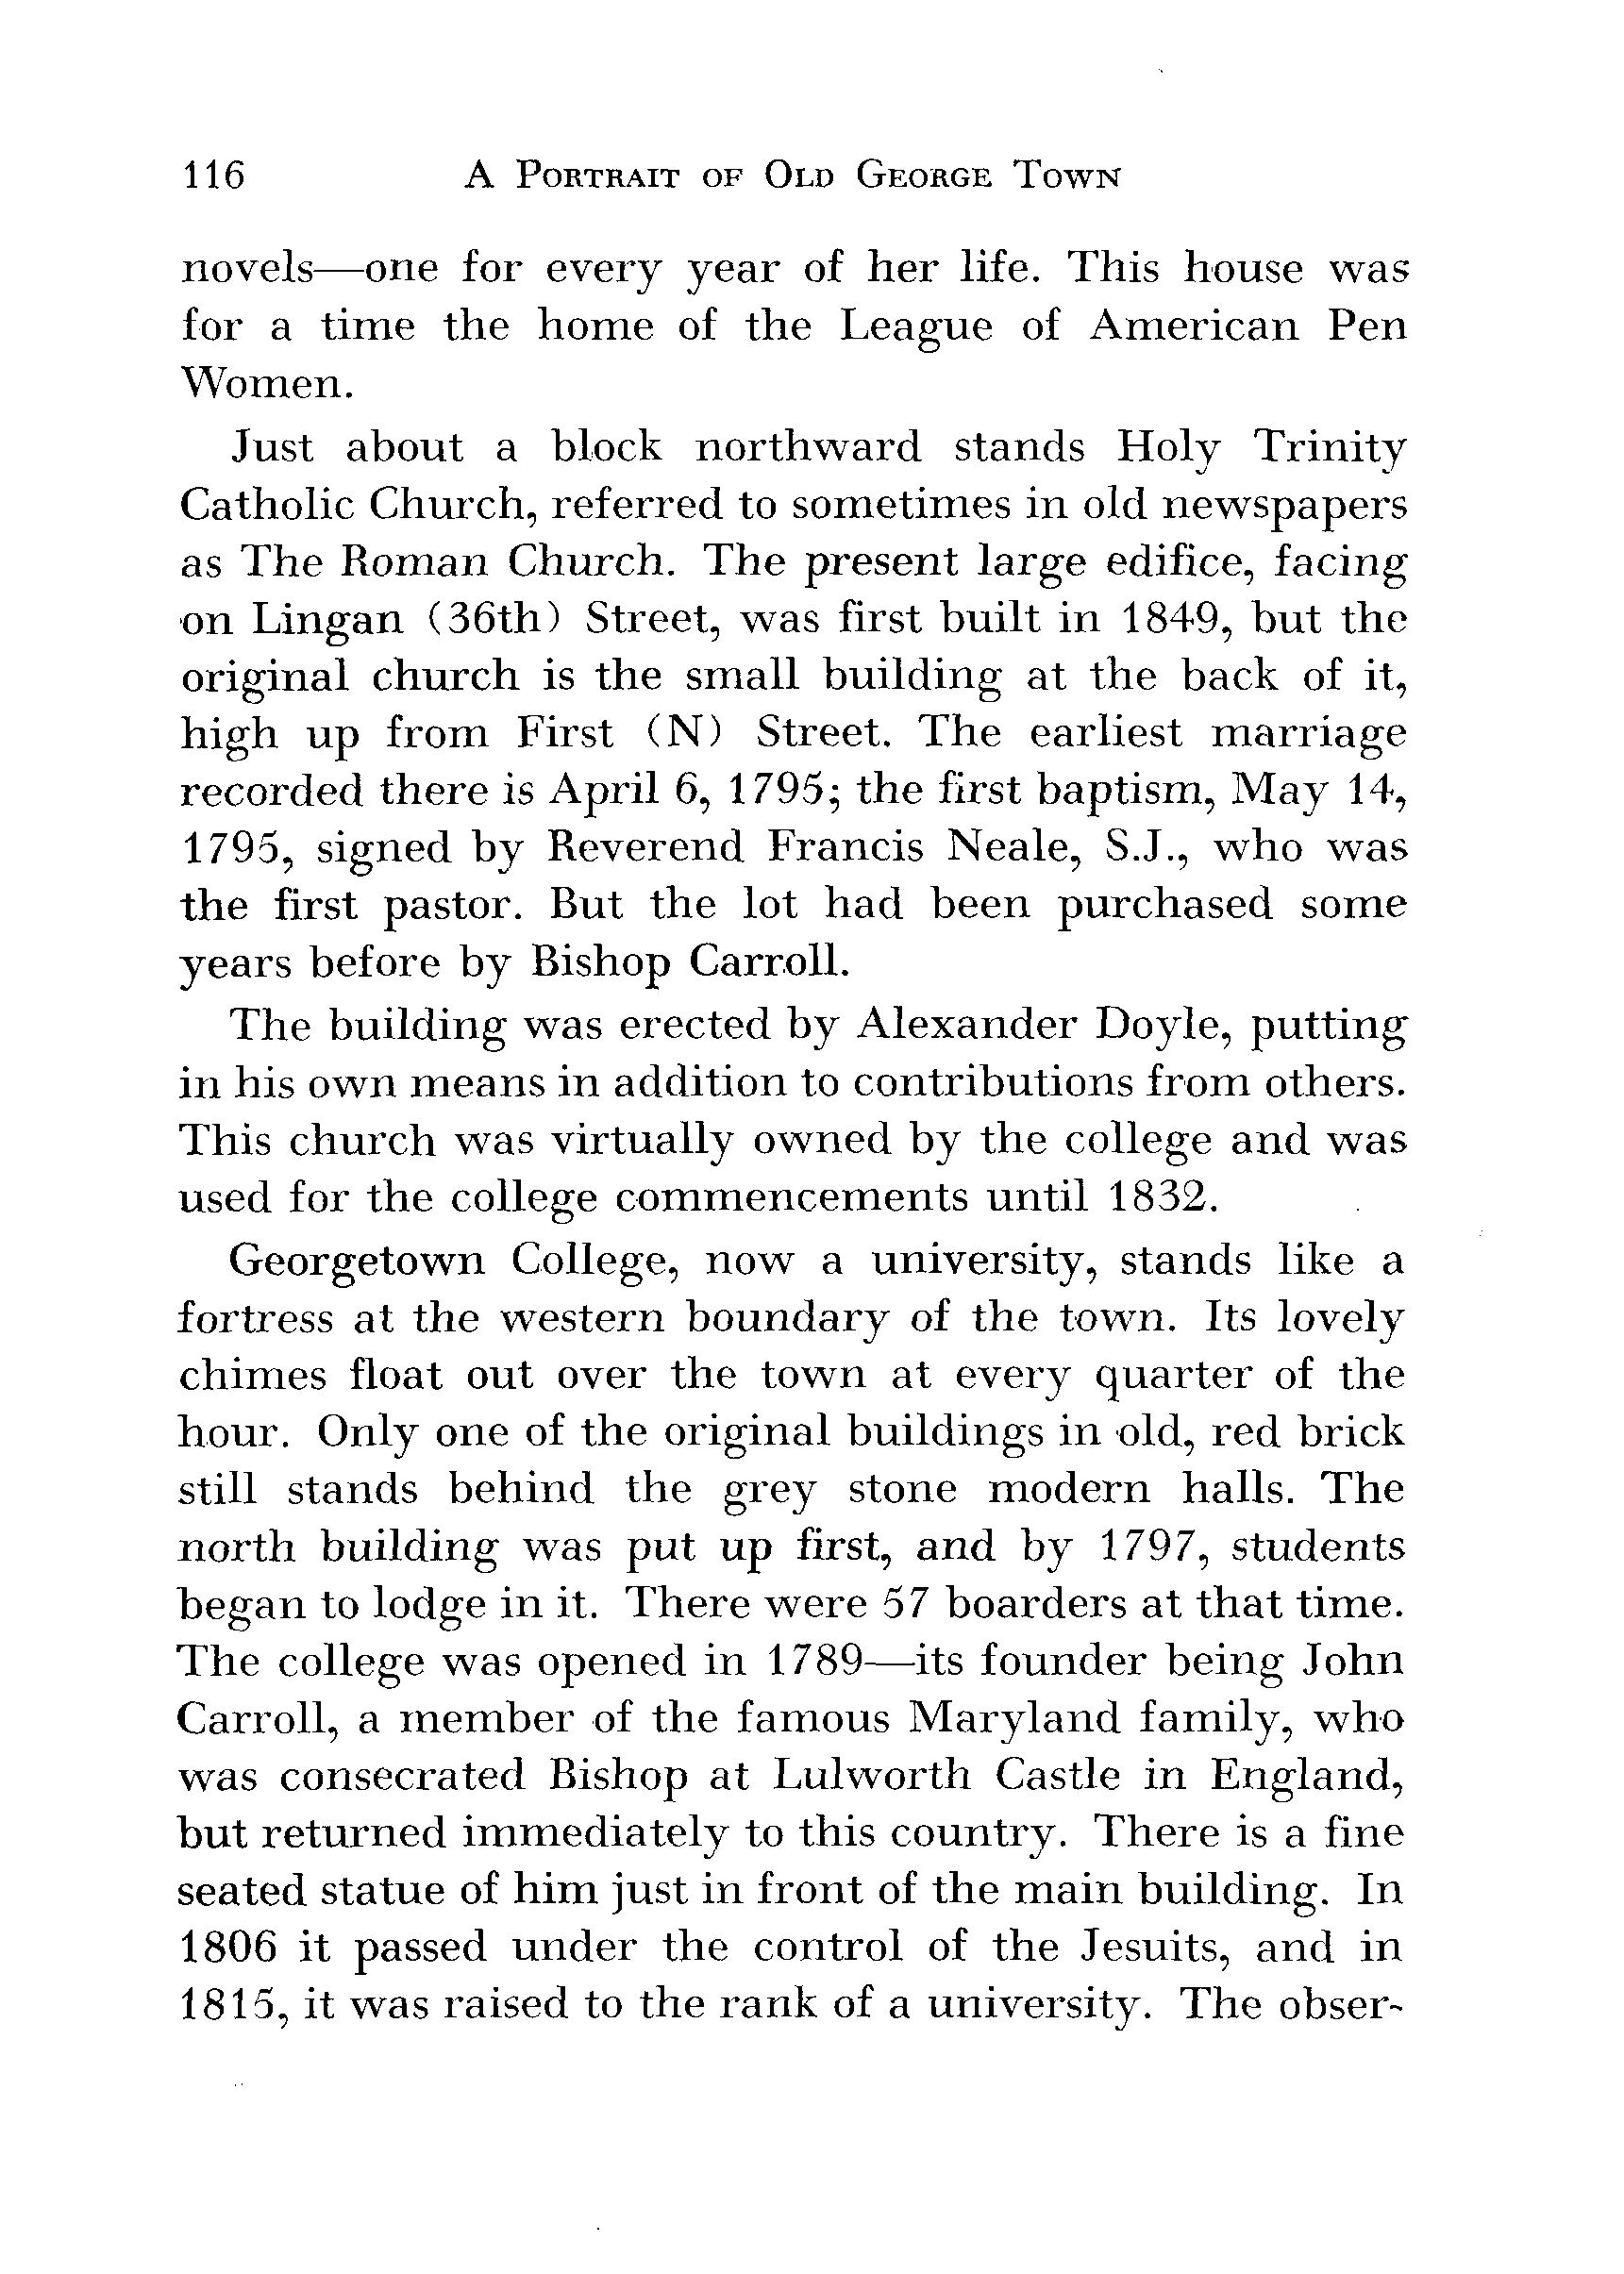 116 A Portrait of Old George Town
novels—one for every year of her life. This house was
for a time the home of the League of American Pen
Women.
Just about a block northward stands Holy Trinity
Catholic Church, referred to sometimes in old newspapers
as The Roman Church. The present large edifice, facing
on Lingan (36th) Street, was first built in 1849, but the
original church is the small building at the back of it,
high up from First (N) Street. The earliest marriage
recorded there is April 6, 1795; the first baptism, May 14,
1795, signed by Reverend Francis Neale, S.J., who was
the first pastor. But the lot had been purchased some
years before by Bishop Carroll.
The building was erected by Alexander Doyle, putting
in his own means in addition to contributions from others.
This church was virtually owned by the college and was
used for the college commencements until 1832.
Georgetown College, now a university, stands like a
fortress at the western boundary of the town. Its lovely
chimes float out over the town at every quarter of the
hour. Only one of the original buildings in old, red brick
still stands behind the grey stone modern halls. The
north building was put up first, and by 1797, students
began to lodge in it. There were 57 boarders at that time.
The college was opened in 1789—its founder being John
Carroll, a member of the famous Maryland family, who
was consecrated Bishop at Lulworth Castle in England,
but returned immediately to this country. There is a fine
seated statue of him just in front of the main building. In
1806 it passed under the control of the Jesuits, and in
1815, it was raised to the rank of a university. The obser-